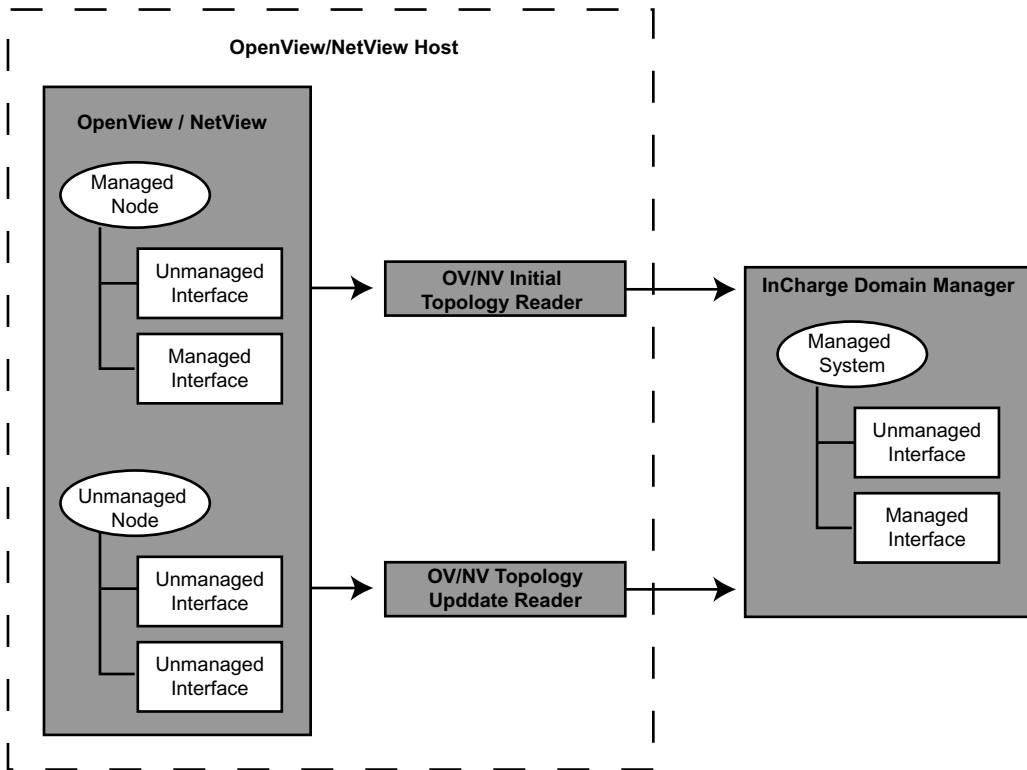 OpenView/NetView Host
OpenView / NetView
Managed
Node
Unmanaged
Interface
Managed
Interface
Unmanaged
Node
Unmanaged
Interface
Unmanaged
Interface
OV/NV Initial
Topology Reader
OV/NV Topology
Upddate Reader
InCharge Domain Manager
Managed
System
Unmanaged
Interface
Managed
Interface